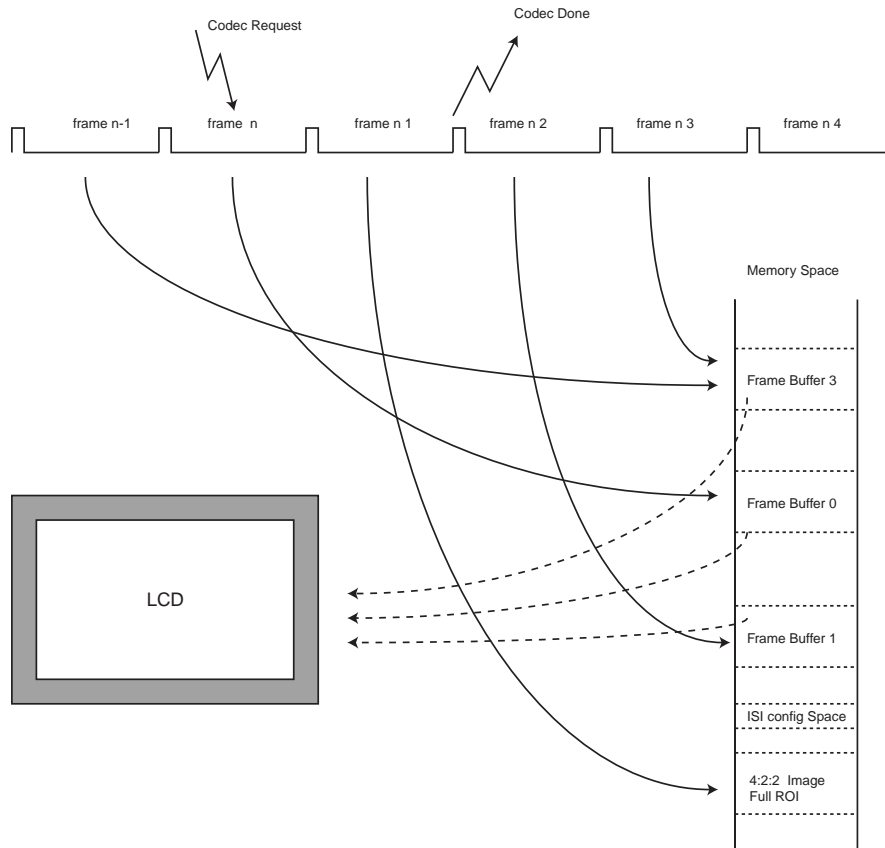 Codec Request
Codec Done
frame n-1
frame n
frame n 1
frame n 2
frame n 3
frame n 4
Memory Space
Frame Buffer 3
Frame Buffer 0
LCD
Frame Buffer 1
ISI config Space
4:2:2 Image
Full ROI